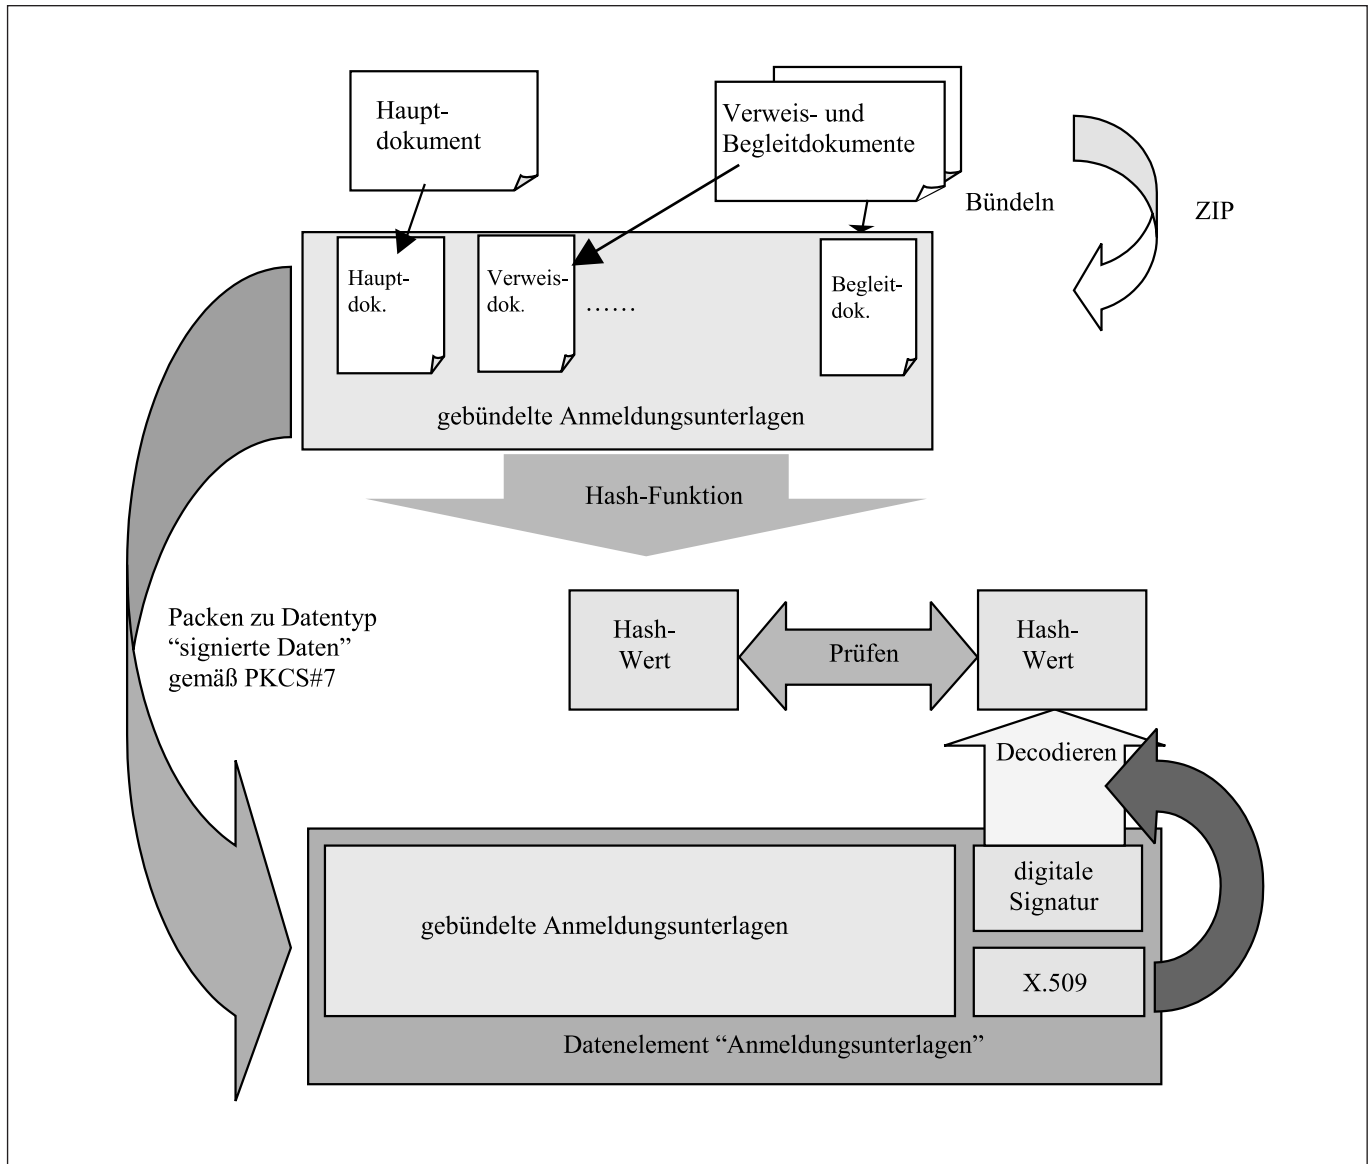 Haupt-
dokument
Verweis- und
Begleitdokumente
Bündeln
ZIP
Haupt-
dok.
Verweis-
dok.
......
Begleit-
dok.
gebündelte Anmeldungsunterlagen
Hash-Funktion
Packen zu Datentyp
“signierte Daten”
gemäß PKCS#7
Hash-
Wert
Prüfen
Hash-
Wert
Decodieren
gebündelte Anmeldungsunterlagen
digitale
Signatur
X.509
Datenelement “Anmeldungsunterlagen”